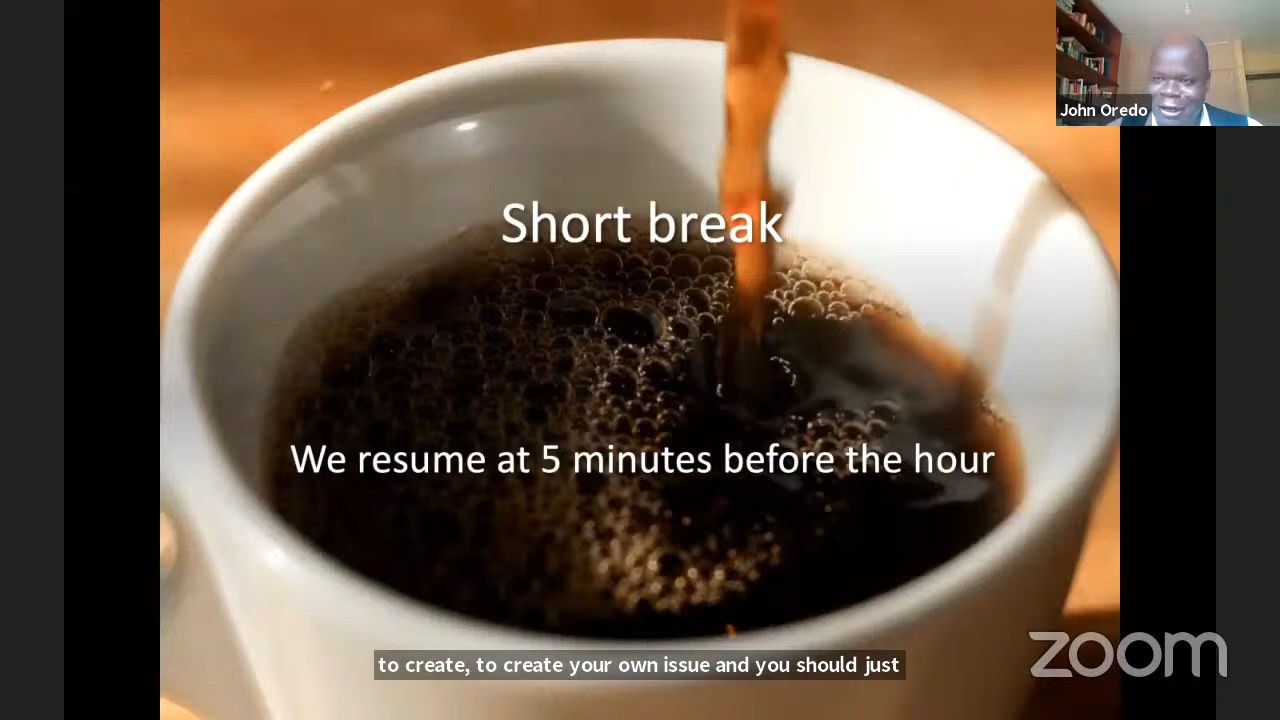 John Oredo
Short break
We resume at 5 minutes before the hour
to create, to create your own issue and you should just
zoom